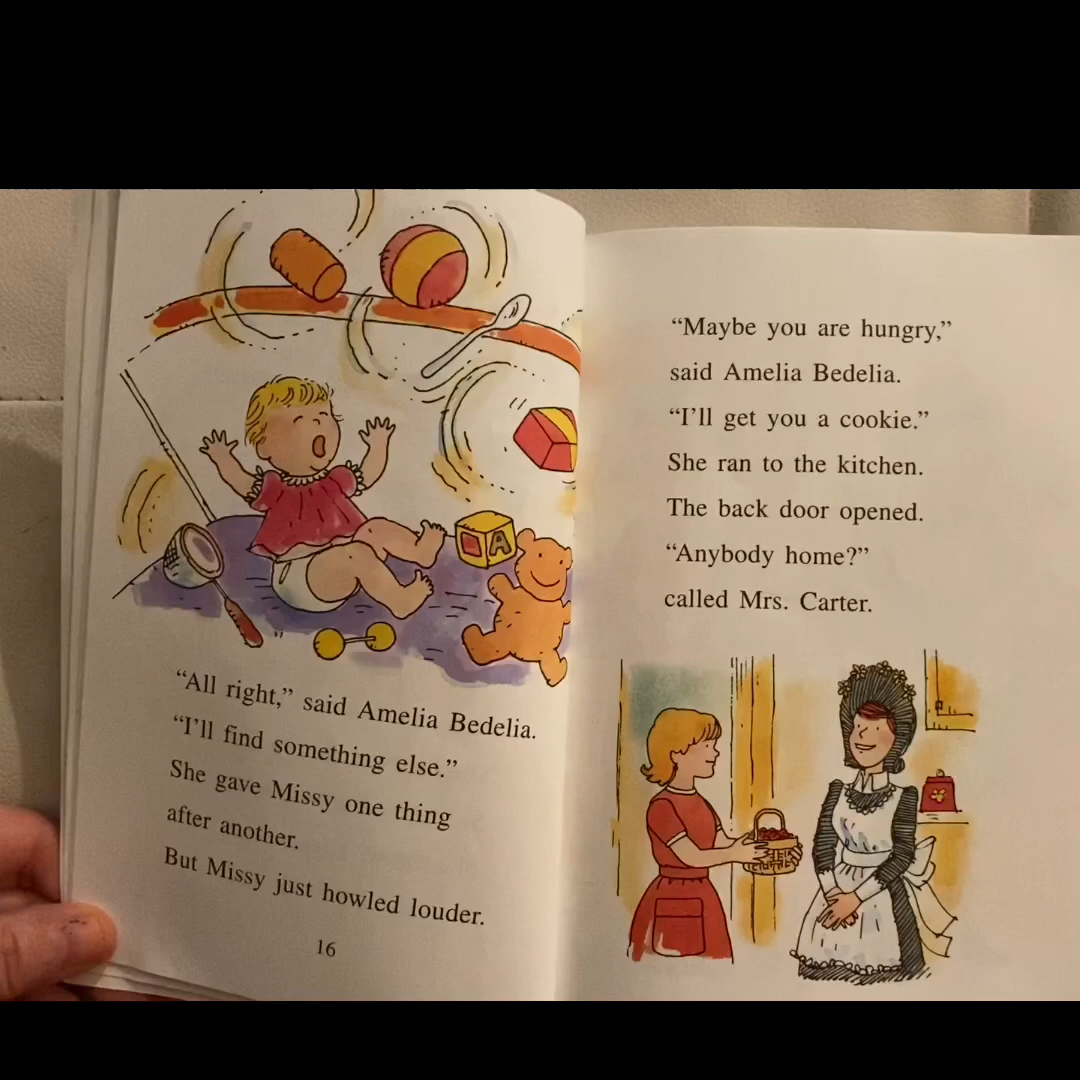 A
“All right,” said Amelia Bedelia.
“I’ll find something else.”
She gave Missy one thing
after another.
But Missy just howled louder.
16
“Maybe you are hungry,”
said Amelia Bedelia.
“I’ll get you a cookie.”
She ran to the kitchen.
The back door opened.
“Anybody home?”
called Mrs. Carter.